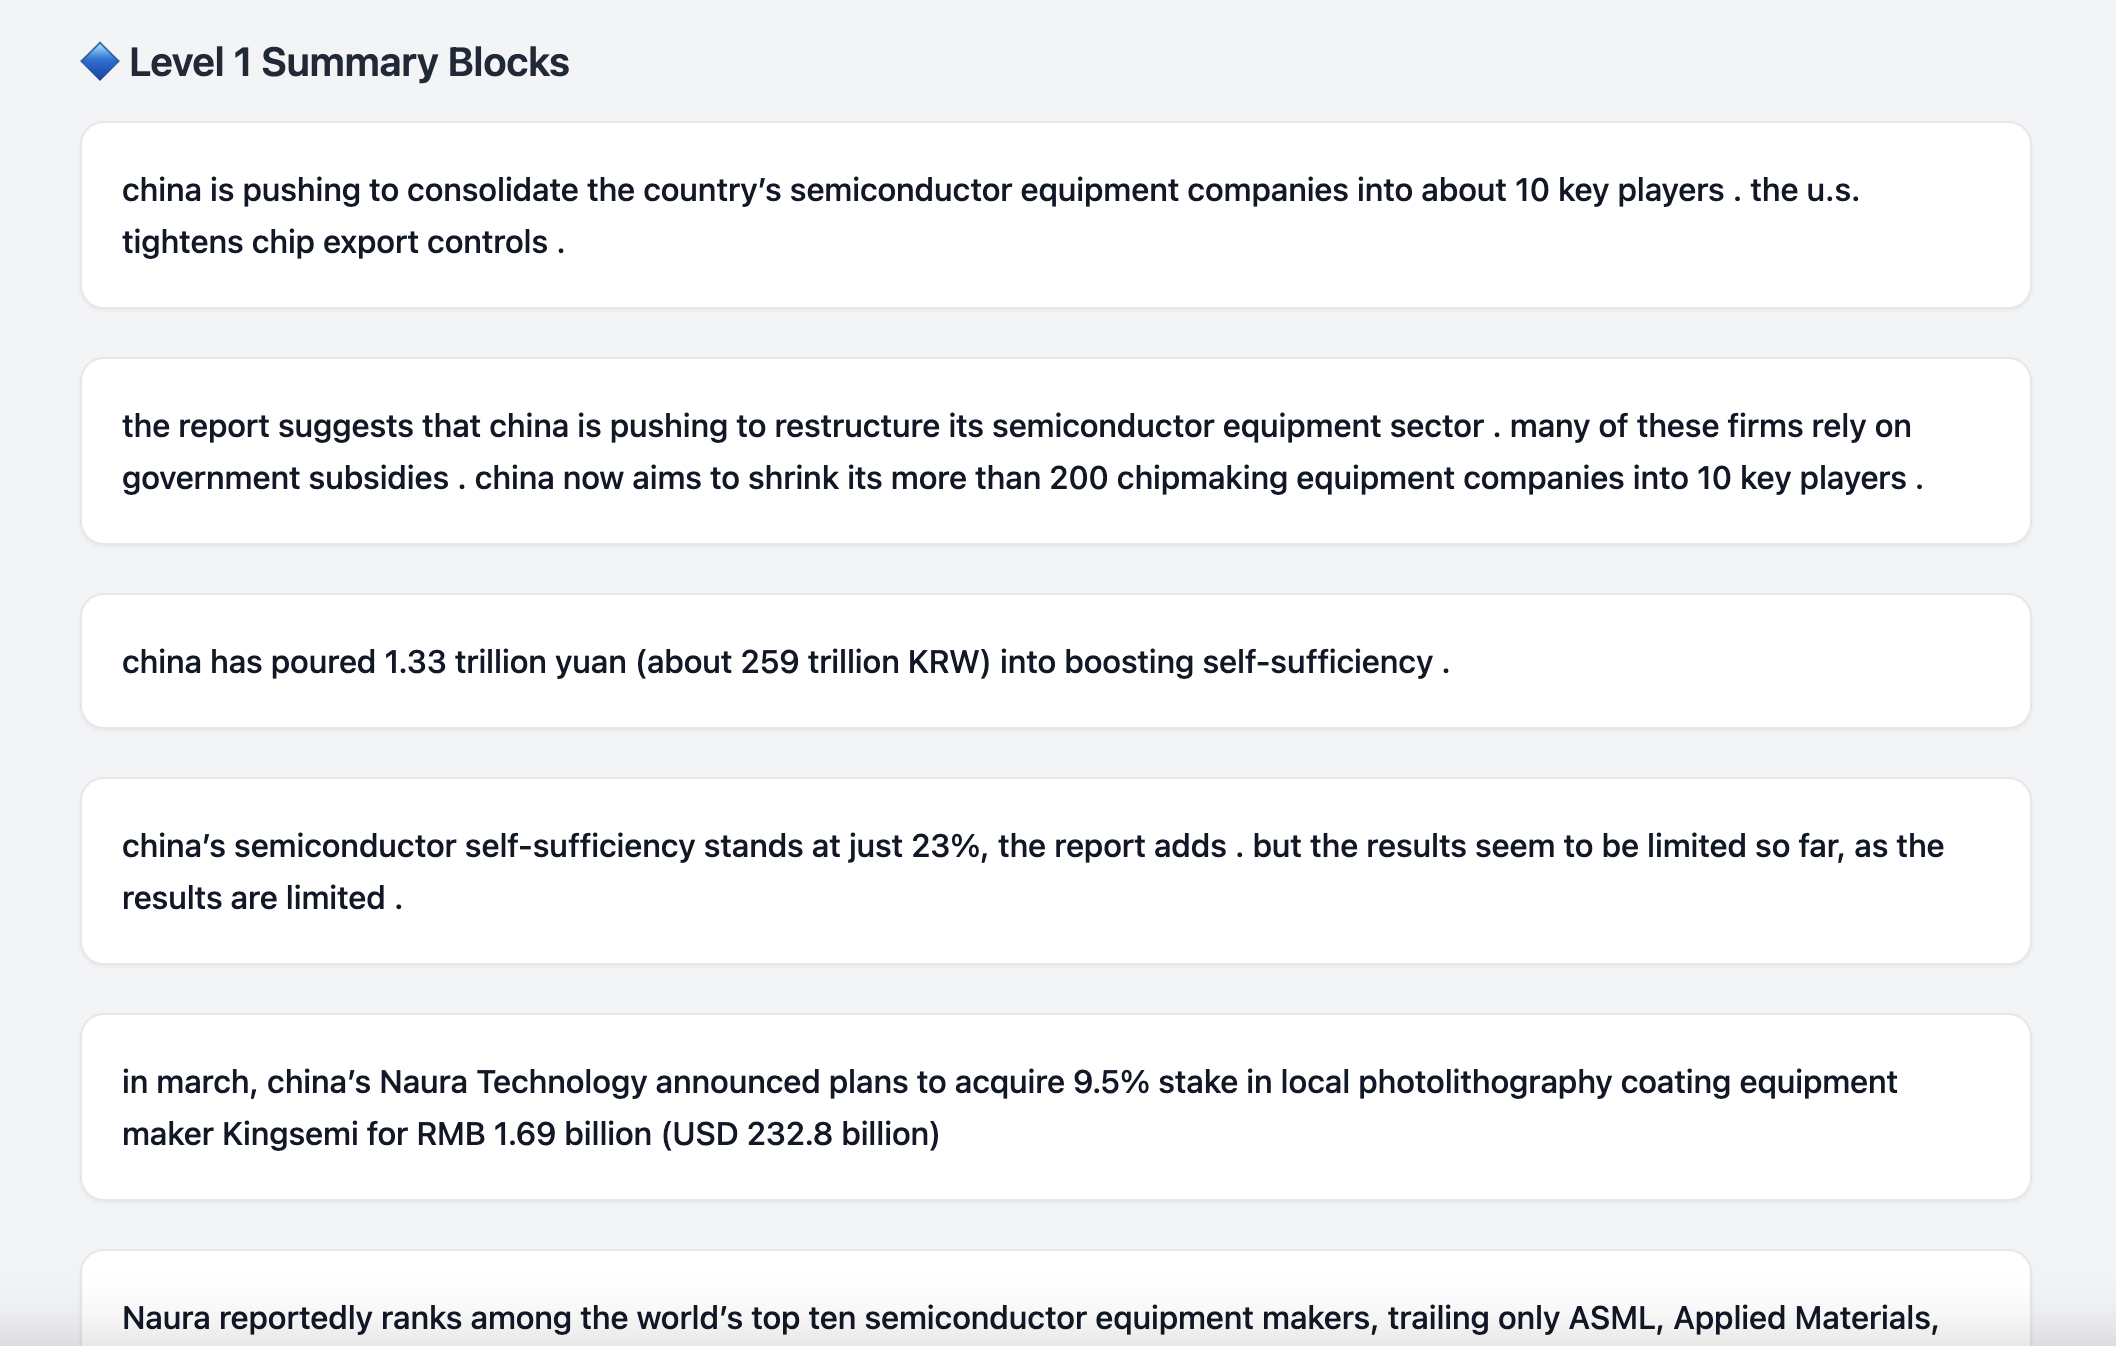 Level 1 Summary Blocks
china is pushing to consolidate the country’s semiconductor equipment companies into about 10 key players . the u.s.
tightens chip export controls .
the report suggests that china is pushing to restructure its semiconductor equipment sector . many of these firms rely on
government subsidies . china now aims to shrink its more than 200 chipmaking equipment companies into 10 key players .
china has poured 1.33 trillion yuan (about 259 trillion KRW) into boosting self-sufficiency .
china’s semiconductor self-sufficiency stands at just 23%, the report adds . but the results seem to be limited so far, as the
results are limited .
in march, china’s Naura Technology announced plans to acquire 9.5% stake in local photolithography coating equipment
maker Kingsemi for RMB 1.69 billion (USD 232.8 billion)
Naura reportedly ranks among the world’s top ten semiconductor equipment makers, trailing only ASML, Applied Materials,